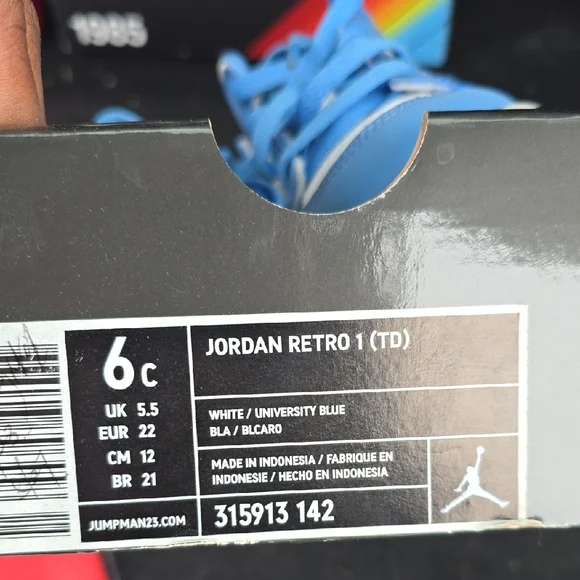 1985
6C
UK 5.5
EUR 22
CM 12
BR 21
JUMPMAN23.COM
JORDAN RETRO 1 (TD)
WHITE / UNIVERSITY BLUE
BLA / BLCARO
MADE IN INDONESIA / FABRIQUE EN
INDONESIE / HECHO EN INDONESIA
315913 142